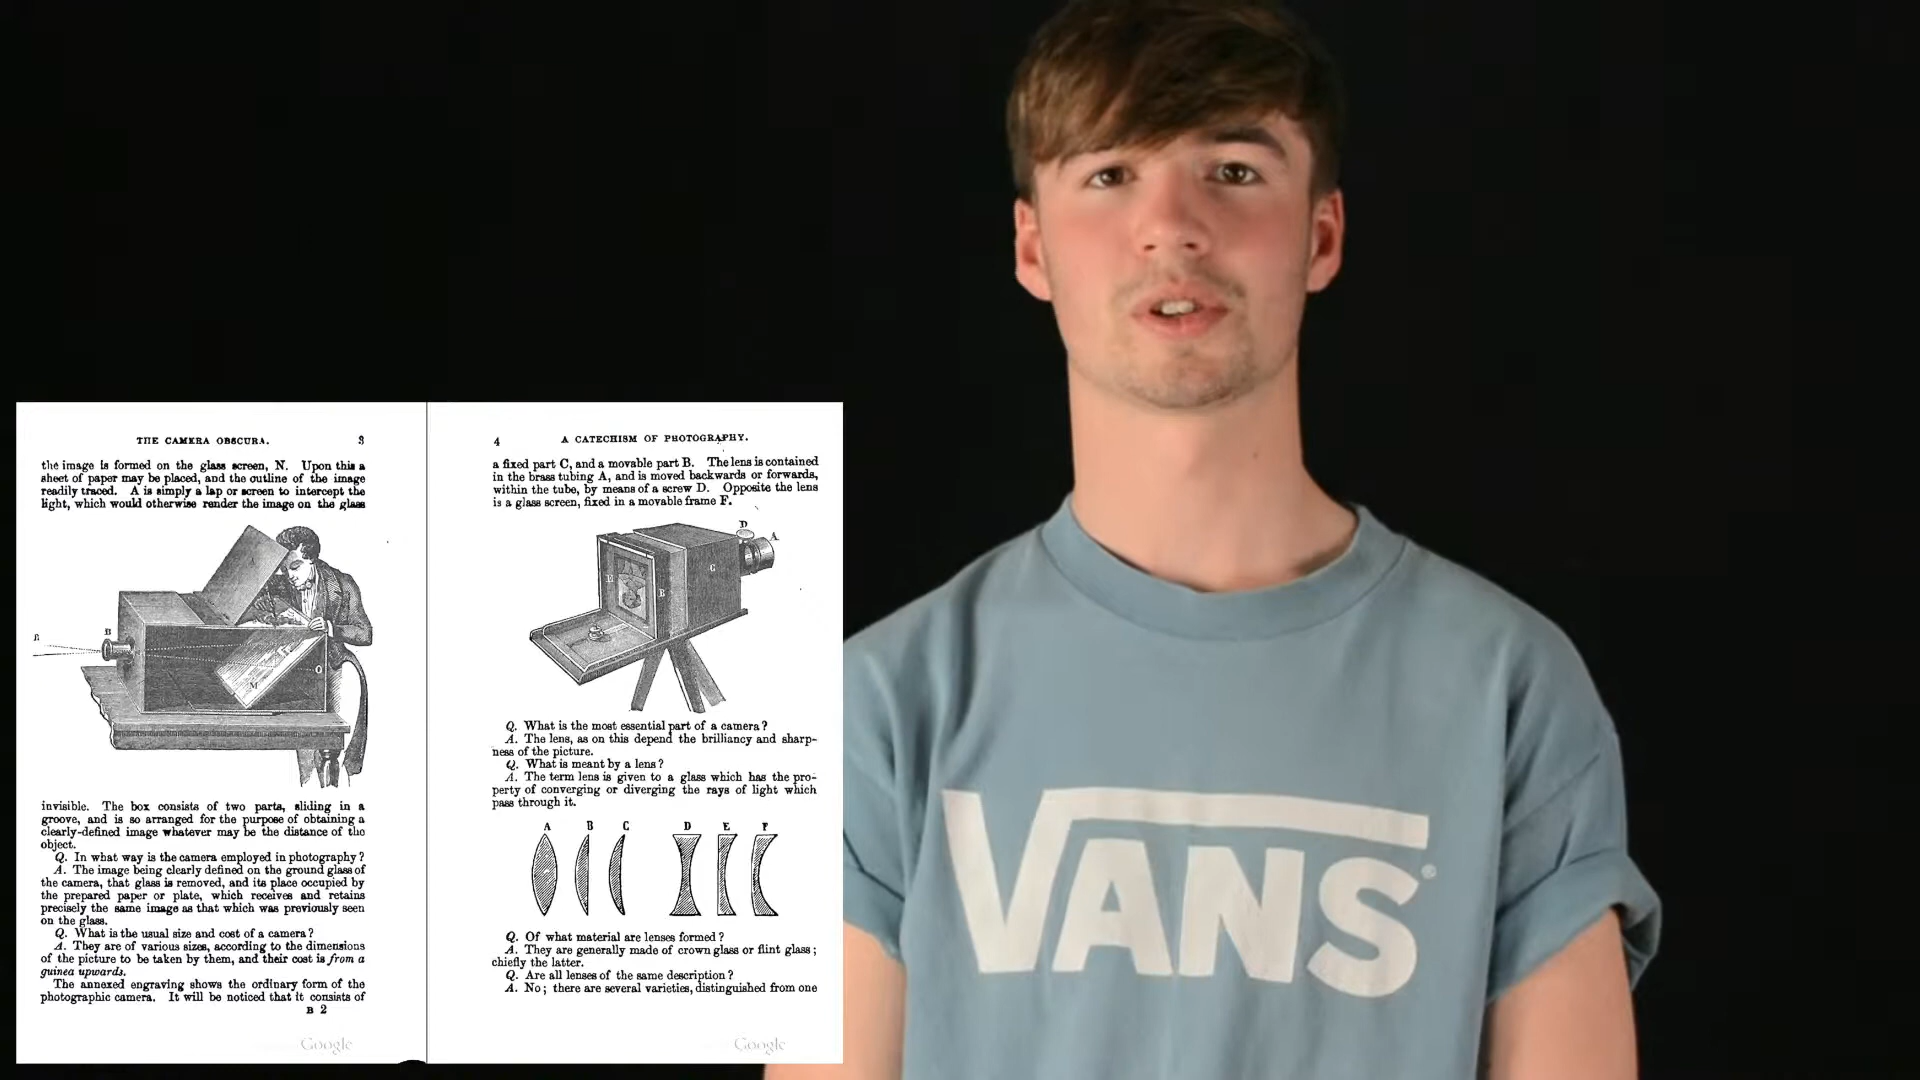 THE CAMERA OBSCURA. 3
the image is formed on the glass screen, N. Upon this a
sheet of paper may be placed, and the outline of the image
readily traced. A is simply a lap or screen to intercept the
light, which would otherwise render the image on the glass
B
M
O
invisible. The box consists of two parts, sliding in a
groove, and is so arranged for the purpose of obtaining a
clearly-defined image whatever may be the distance of the
object.
Q. In what way is the camera employed in photography?
A. The image being clearly defined on the ground glass of
the camera, that glass is removed, and its place occupied by
the prepared paper or plate, which receives and retains
precisely the same image as that which was previously seen
on the glass.
Q. What is the usual size and cost of a camera?
A. They are of various sizes, according to the dimensions
of the picture to be taken by them, and their cost is from a
guinea upwards.
The annexed engraving shows the ordinary form of the
photographic camera. It will be noticed that it consists of
B 2
Google
4 A CATECHISM OF PHOTOGRAPHY.
a fixed part C, and a movable part B. The lens is contained
in the brass tubing A, and is moved backwards or forwards,
within the tube, by means of a screw D. Opposite the lens
is a glass screen, fixed in a movable frame F.
D
A
C
B
Q. What is the most essential part of a camera?
A. The lens, as on this depend the brilliancy and sharp-
ness of the picture.
Q. What is meant by a lens?
A. The term lens is given to a glass which has the pro-
perty of converging or diverging the rays of light which
pass through it.
A B C D E F
Q. Of what material are lenses formed?
A. They are generally made of crown glass or flint glass;
chiefly the latter.
Q. Are all lenses of the same description?
A. No; there are several varieties, distinguished from one
Google
VANS®